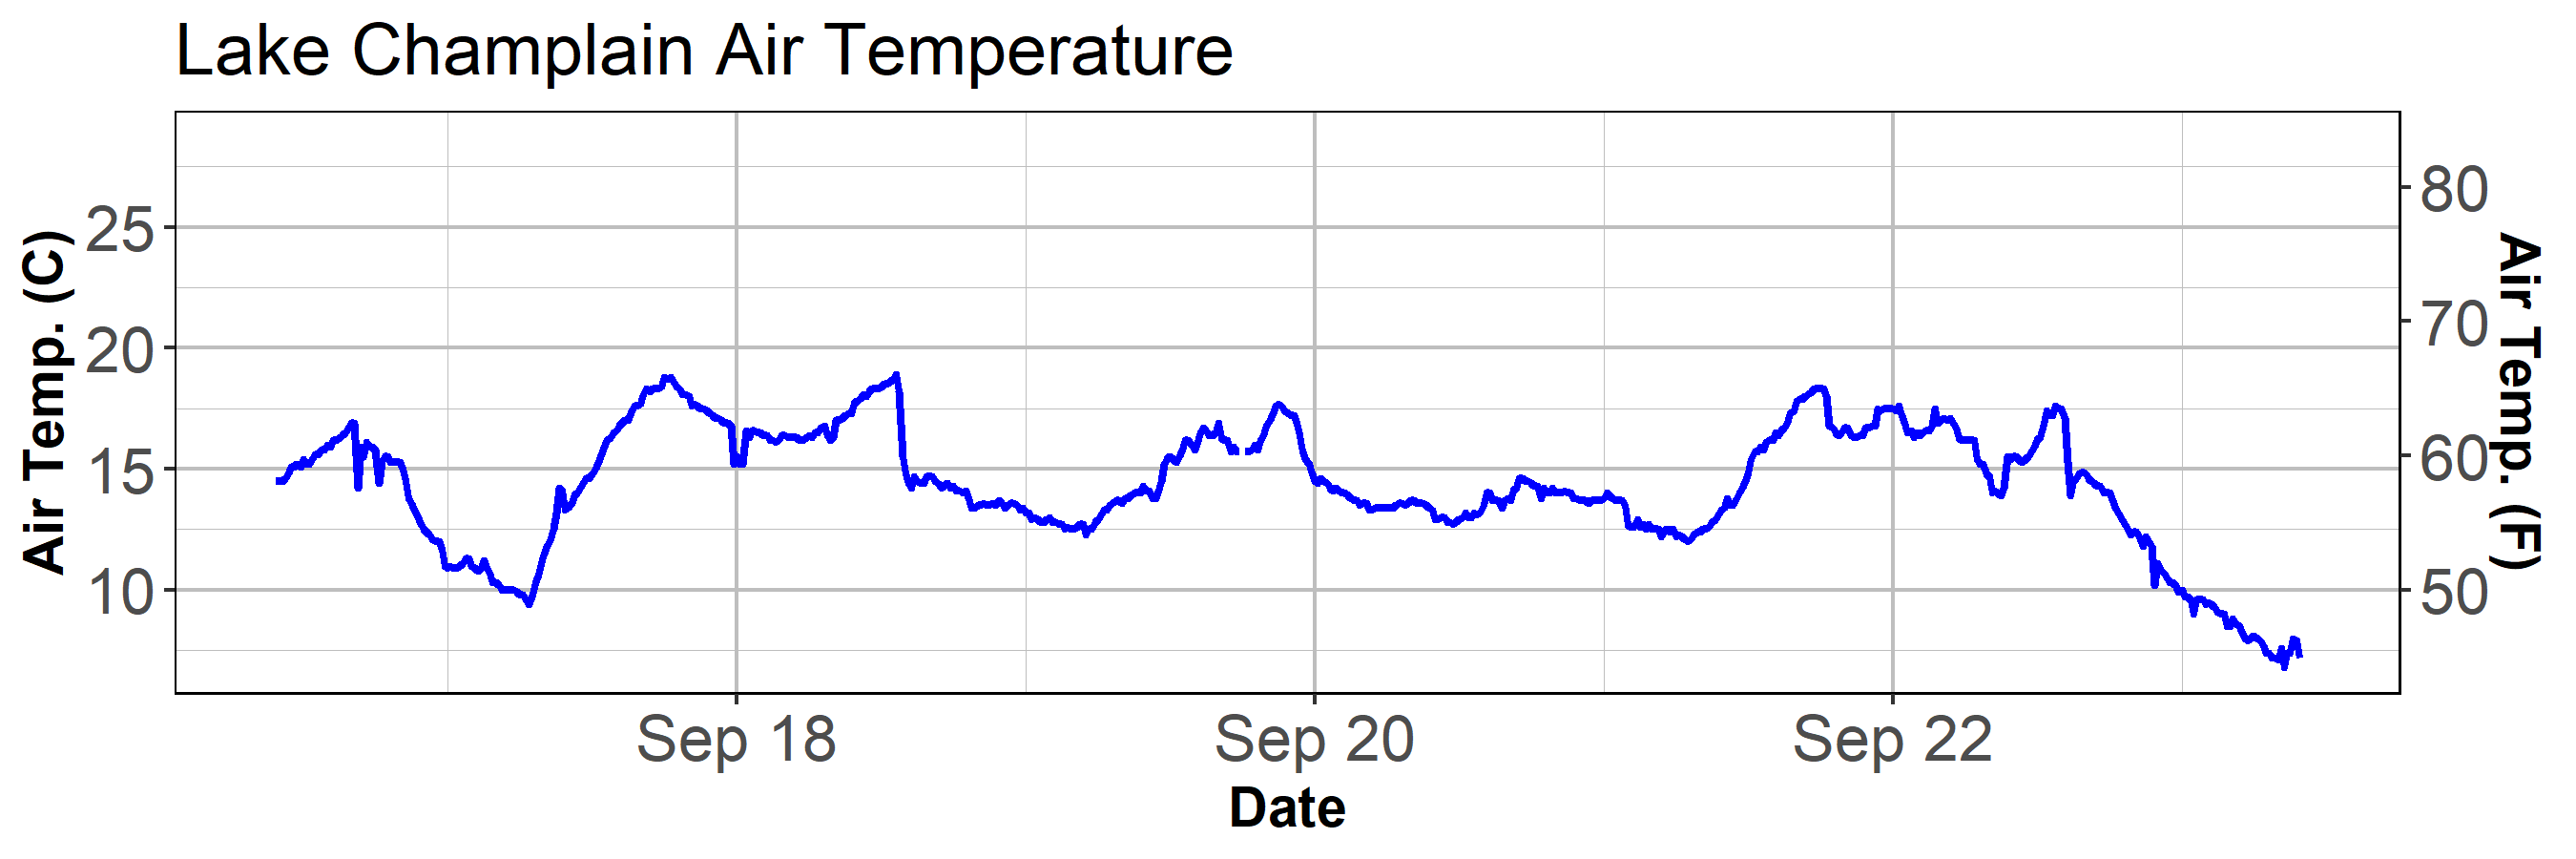 Lake Champlain Air Temperature
Air Temp. (C)
25
20
15
10
80
70
60
50
Air Temp. (F)
Sep 18
Sep 20
Sep 22
Date